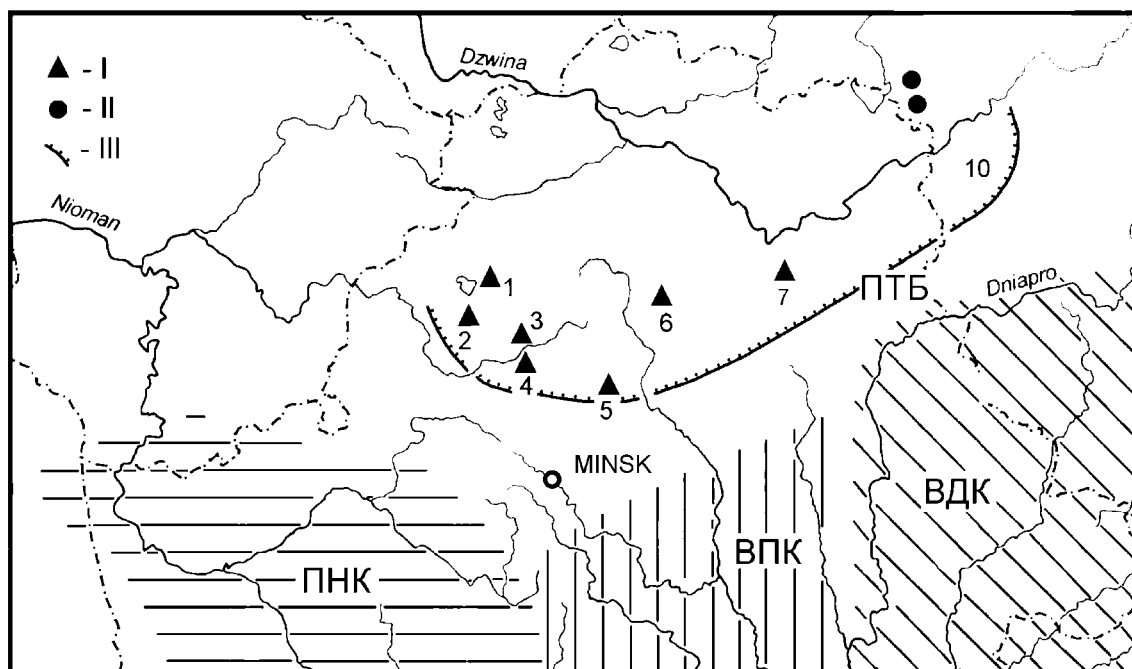 Dzwina
▲ - I
● - II
- III
10
Nioman
1
ПТБ
Dniapro
7
2
3
6
4
5
MINSK
ВДК
ВПК
ПНК